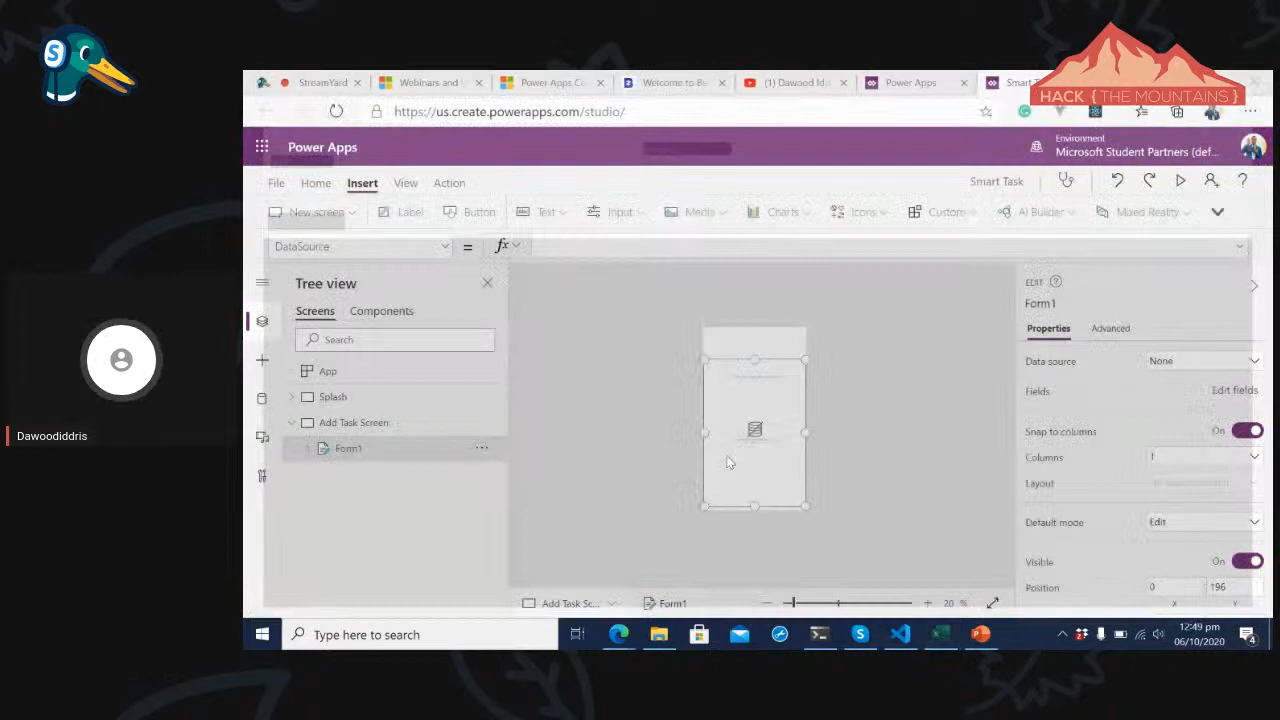 S
HACK { THE MOUNTAINS }
StreamYard
Webinars and
Power Apps Co
Welcome to B
(1) Dawood Id
Power Apps
Smart T
https://us.create.powerapps.com/studio/
Power Apps
Environment
Microsoft Student Partners (def...
File
Home
Insert
View
Action
Smart Task
New screen
Label
Button
Text
Input
Media
Charts
Icons
Custom
AI Builder
Mixed Reality
DataSource
=
fx
Tree view
Screens
Components
Search
App
Splash
Add Task Screen
Form1
EDIT
Form1
Properties
Advanced
Data source
None
Fields
Edit fields
Snap to columns
On
Columns
1
Layout
Default mode
Edit
Visible
On
Position
0
196
X
Y
Add Task Sc...
Form1
20 %
Dawoodiddris
Type here to search
12:49 pm
06/10/2020